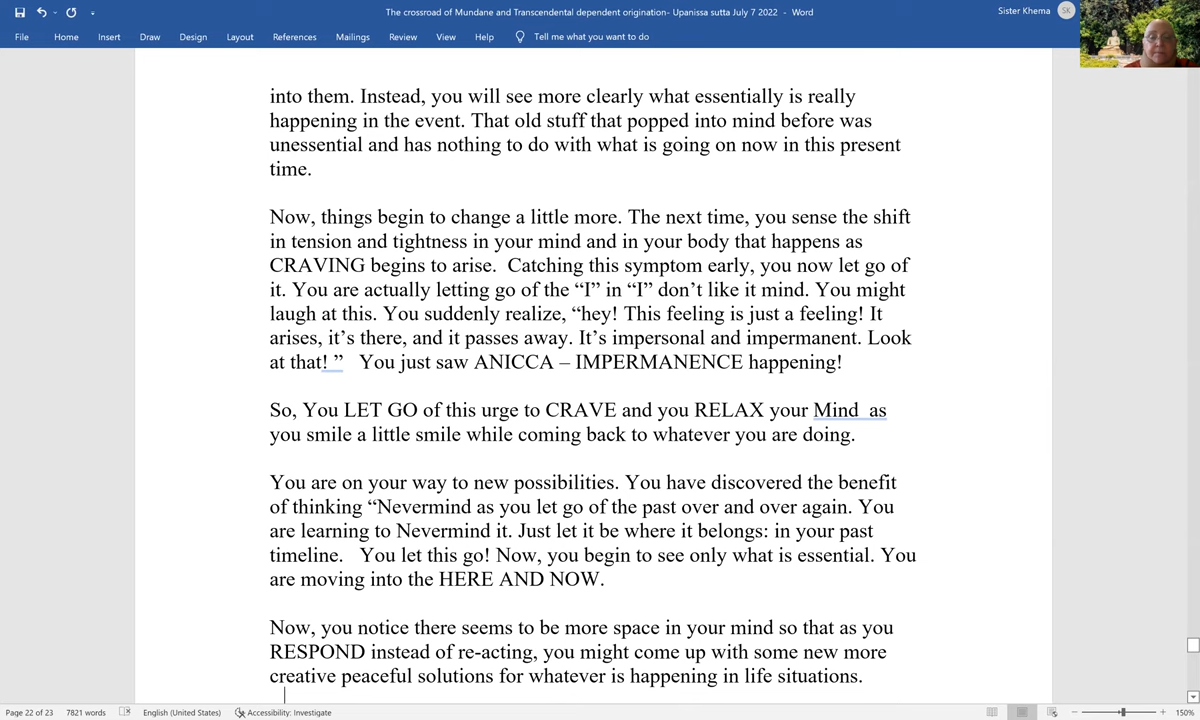 The crossroad of Mundane and Transcendental dependent origination- Upanissa sutta July 7 2022 - Word
Sister Khema
SK
File Home Insert Draw Design Layout References Mailings Review View Help Tell me what you want to do
into them. Instead, you will see more clearly what essentially is really
happening in the event. That old stuff that popped into mind before was
unessential and has nothing to do with what is going on now in this present
time.
Now, things begin to change a little more. The next time, you sense the shift
in tension and tightness in your mind and in your body that happens as
CRAVING begins to arise.  Catching this symptom early, you now let go of
it. You are actually letting go of the “I” in “I” don’t like it mind. You might
laugh at this. You suddenly realize, “hey! This feeling is just a feeling! It
arises, it’s there, and it passes away. It’s impersonal and impermanent. Look
at that! ”   You just saw ANICCA – IMPERMANENCE happening!
So, You LET GO of this urge to CRAVE and you RELAX your Mind  as
you smile a little smile while coming back to whatever you are doing.
You are on your way to new possibilities. You have discovered the benefit
of thinking “Nevermind as you let go of the past over and over again. You
are learning to Nevermind it. Just let it be where it belongs: in your past
timeline.   You let this go! Now, you begin to see only what is essential. You
are moving into the HERE AND NOW.
Now, you notice there seems to be more space in your mind so that as you
RESPOND instead of re-acting, you might come up with some new more
creative peaceful solutions for whatever is happening in life situations.
Page 22 of 23 7821 words English (United States) Accessibility: Investigate 150%